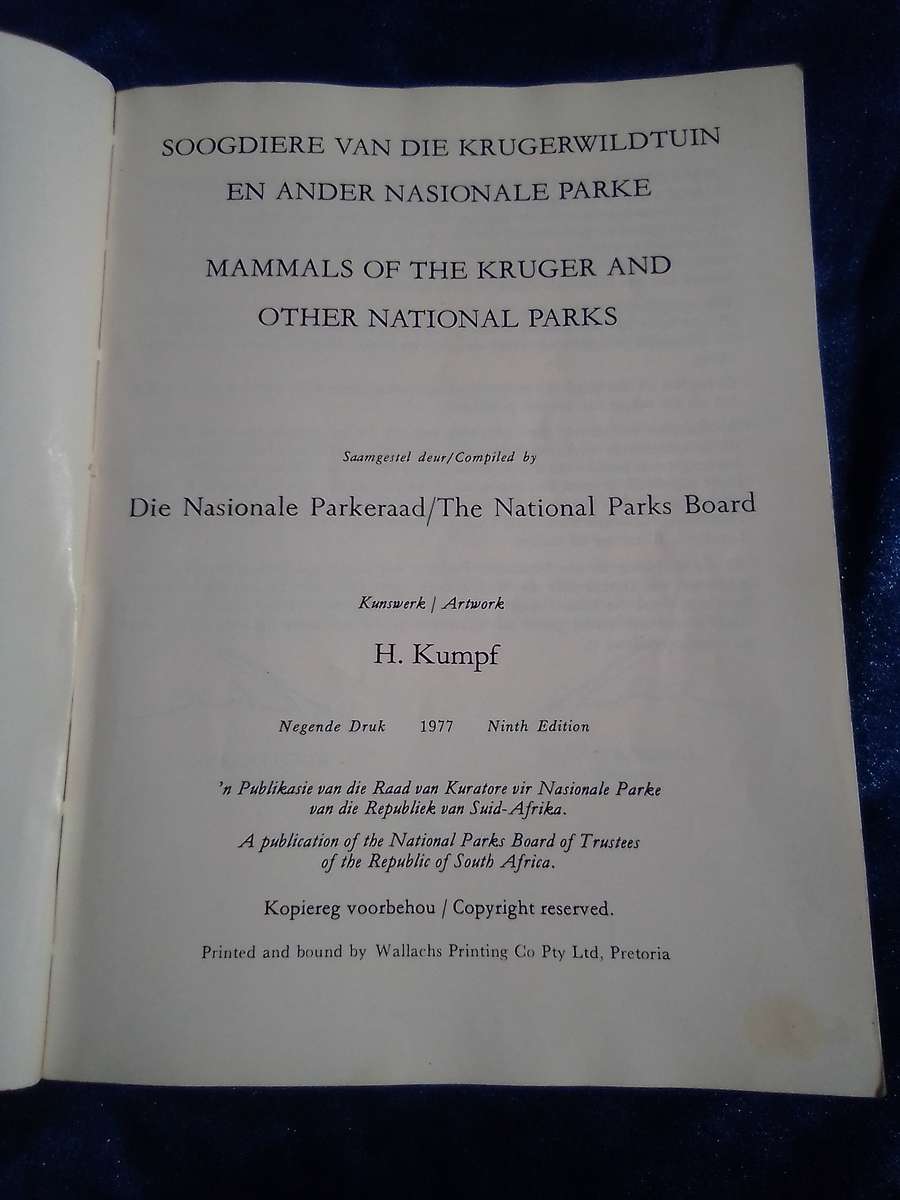 SOOGDIERE VAN DIE KRUGERWILDTUIN
EN ANDER NASIONALE PARKE
MAMMALS OF THE KRUGER AND
OTHER NATIONAL PARKS
Saamgestel deur/Compiled by
Die Nasionale Parkeraad/The National Parks Board
Kunswerk / Artwork
H. Kumpf
Negende Druk 1977 Ninth Edition
'n Publikasie van die Raad van Kuratore vir Nasionale Parke
van die Republiek van Suid-Afrika.
A publication of the National Parks Board of Trustees
of the Republic of South Africa.
Kopiereg voorbehou / Copyright reserved.
Printed and bound by Wallachs Printing Co Pty Ltd, Pretoria